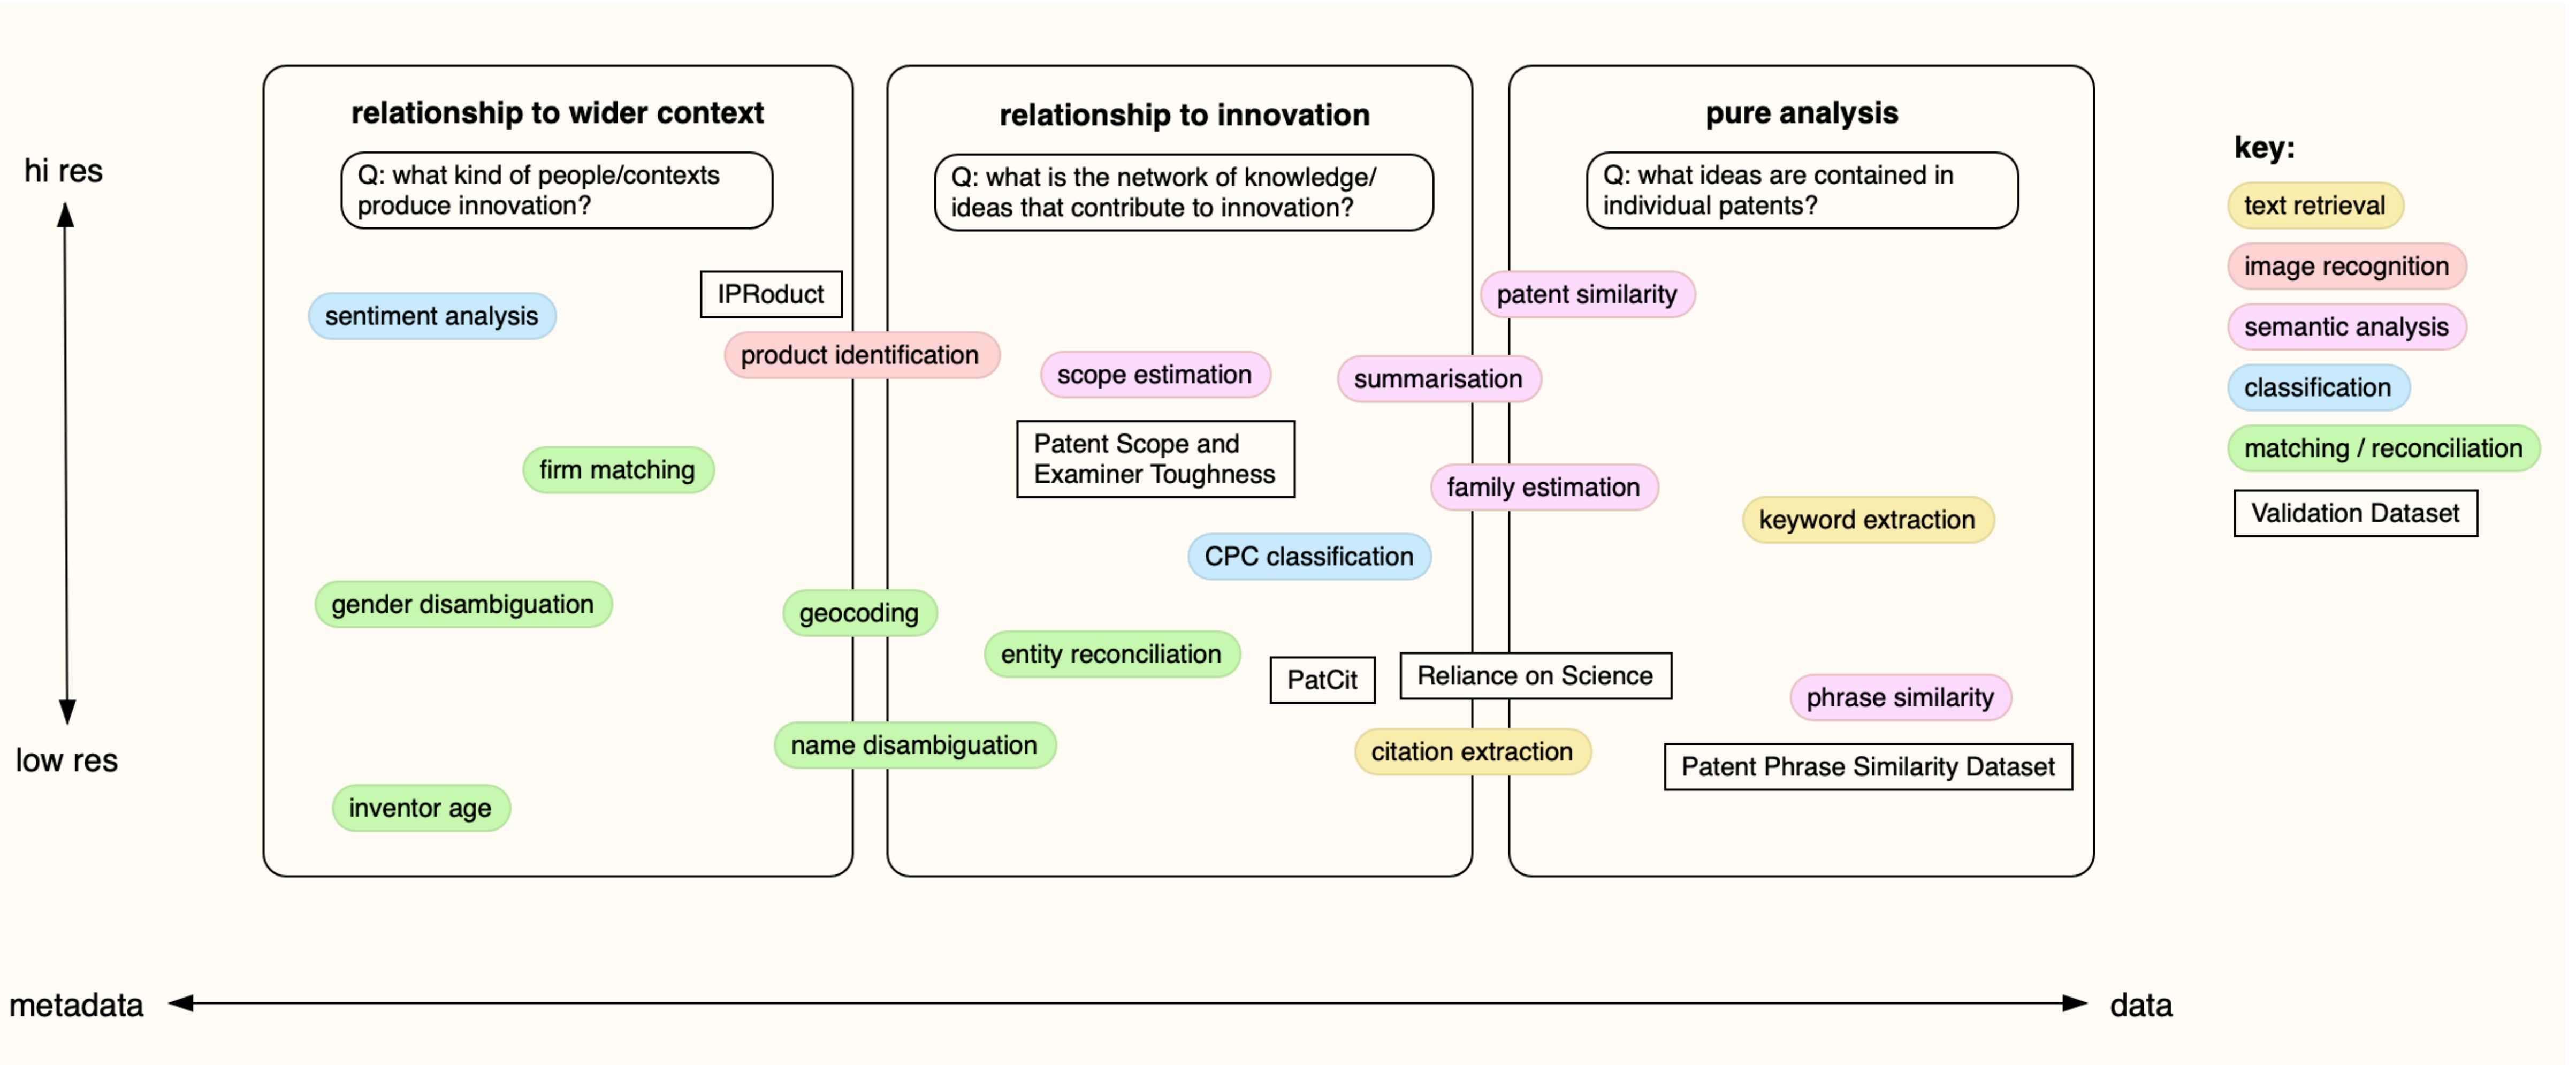 relationship to wider context
relationship to innovation
pure analysis
hi res
low res
Q: what kind of people/contexts
produce innovation?
Q: what is the network of knowledge/
ideas that contribute to innovation?
Q: what ideas are contained in
individual patents?
sentiment analysis
IPRoduct
product identification
firm matching
gender disambiguation
geocoding
name disambiguation
inventor age
scope estimation
summarisation
Patent Scope and
Examiner Toughness
family estimation
CPC classification
entity reconciliation
PatCit
Reliance on Science
citation extraction
patent similarity
keyword extraction
phrase similarity
Patent Phrase Similarity Dataset
key:
text retrieval
image recognition
semantic analysis
classification
matching / reconciliation
Validation Dataset
metadata
data